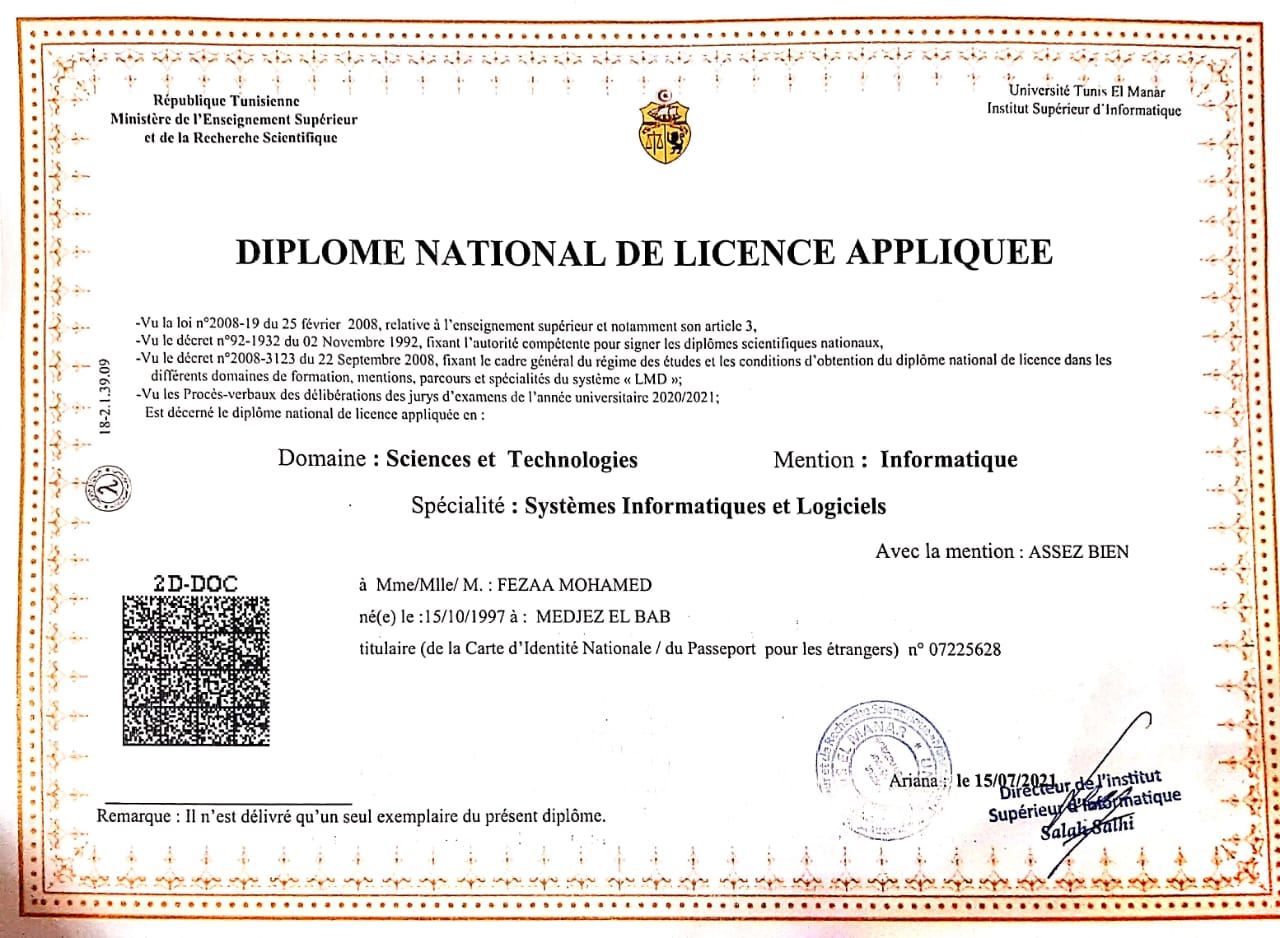 République Tunisienne
Ministère de l'Enseignement Supérieur
et de la Recherche Scientifique
Université Tunis El Manar
Institut Supérieur d'Informatique
DIPLOME NATIONAL DE LICENCE APPLIQUEE
-Vu la loi n°2008-19 du 25 février 2008, relative à l'enseignement supérieur et notamment son article 3,
-Vu le décret n°92-1932 du 02 Novembre 1992, fixant l'autorité compétente pour signer les diplômes scientifiques nationaux,
-Vu le décret n°2008-3123 du 22 Septembre 2008, fixant le cadre général du régime des études et les conditions d'obtention du diplôme national de licence dans les
différents domaines de formation, mentions, parcours et spécialités du système « LMD »;
-Vu les Procès-verbaux des délibérations des jurys d'examens de l'année universitaire 2020/2021;
Est décerné le diplôme national de licence appliquée en :
18-2.1.39.09
Domaine : Sciences et Technologies
Mention : Informatique
Spécialité : Systèmes Informatiques et Logiciels
Avec la mention : ASSEZ BIEN
2D-DOC
à Mme/Mlle/ M. : FEZAA MOHAMED
né(e) le :15/10/1997 à : MEDJEZ EL BAB
titulaire (de la Carte d'Identité Nationale / du Passeport pour les étrangers) n° 07225628
EL MANAR
Ariana , le 15/07/2021
Directeur de l'institut
Supérieur d'Informatique
Remarque : Il n'est délivré qu'un seul exemplaire du présent diplôme.